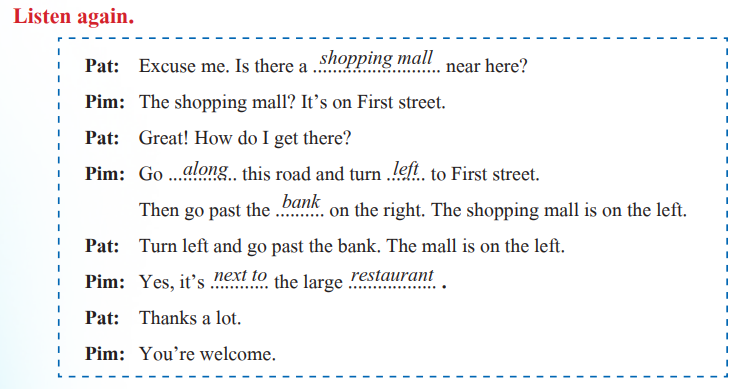 Listen again.
Pat: Excuse me. Is there a shopping mall near here?
Pim: The shopping mall? It's on First street.
Pat: Great! How do I get there?
Pim: Go ...along.. this road and turn ..left.. to First street.
Then go past the bank on the right. The shopping mall is on the left.
Pat: Turn left and go past the bank. The mall is on the left.
Pim: Yes, it's next to the large restaurant .
Pat: Thanks a lot.
Pim: You're welcome.